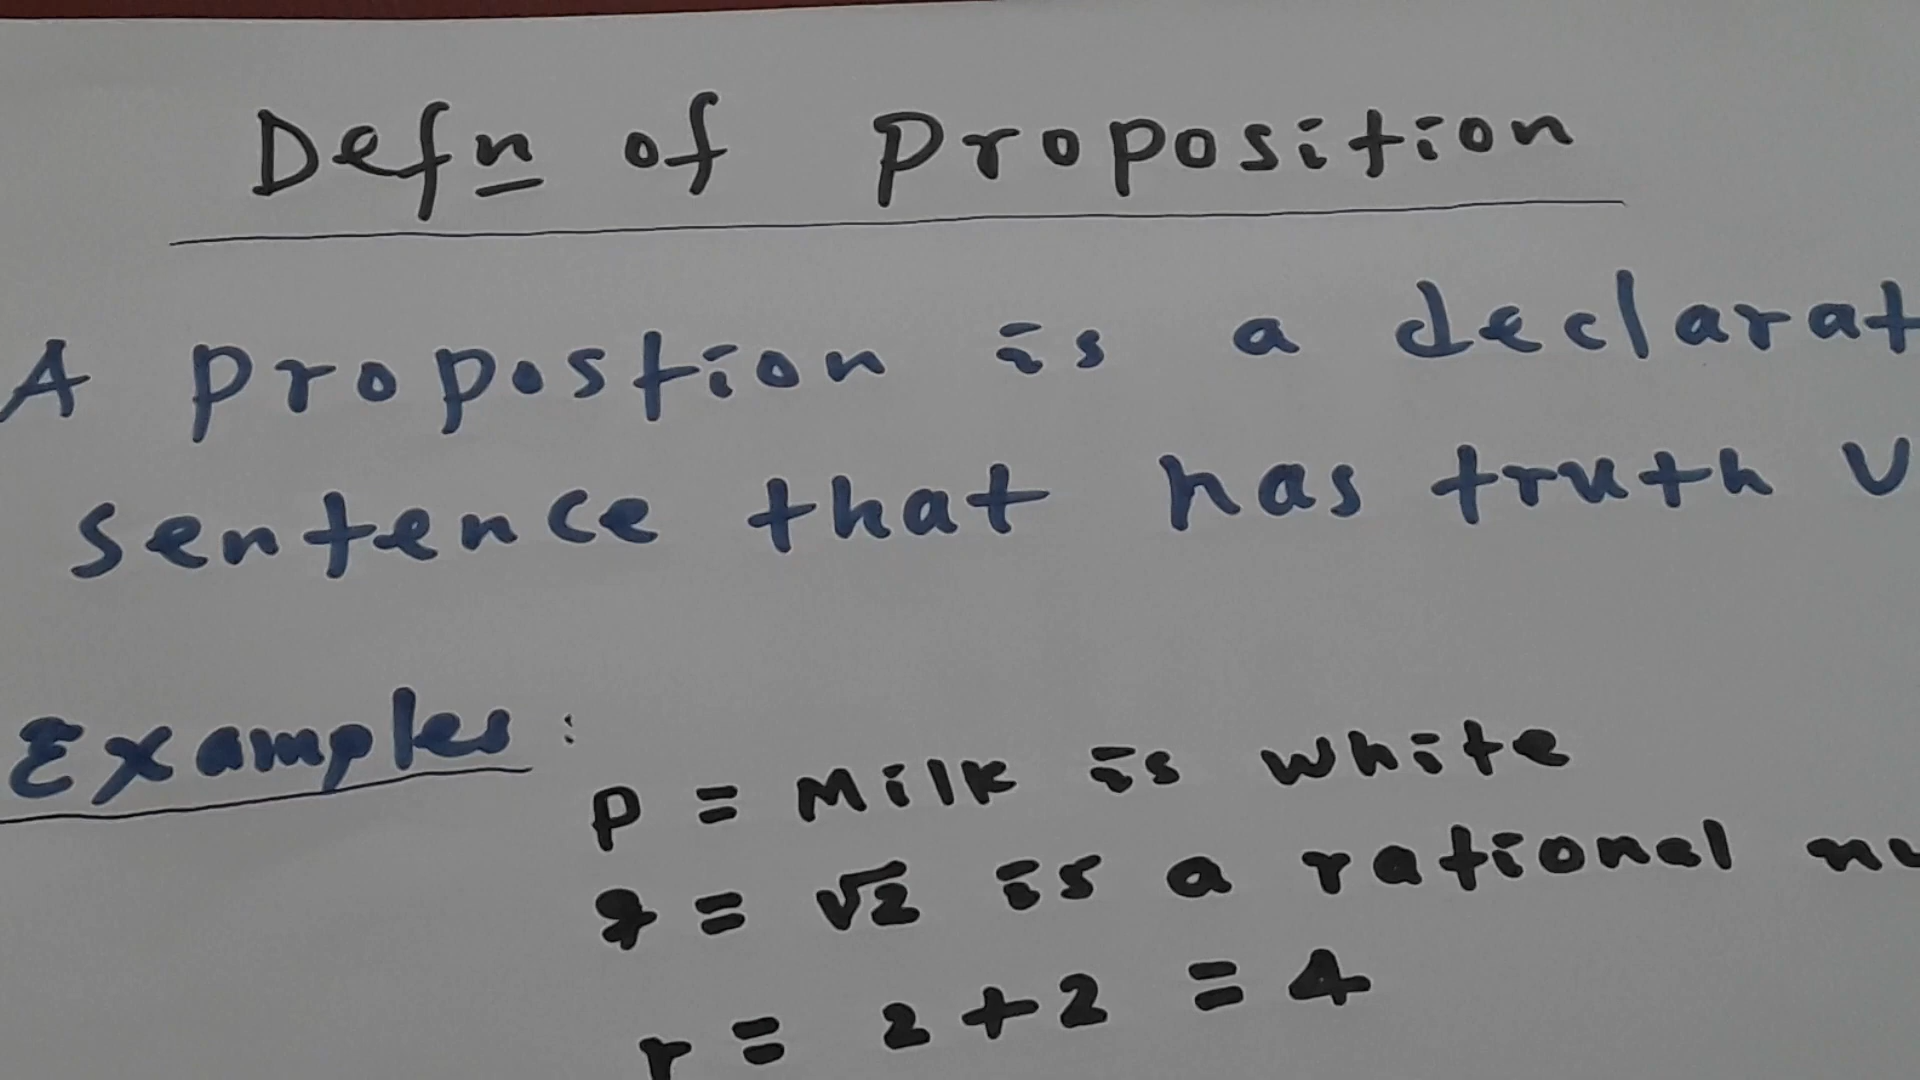 Defn of Proposition
A propostion is a declarat
sentence that has truth v
Examples:
p = Milk is white
q = √2 is a rational nu
r = 2+2 = 4